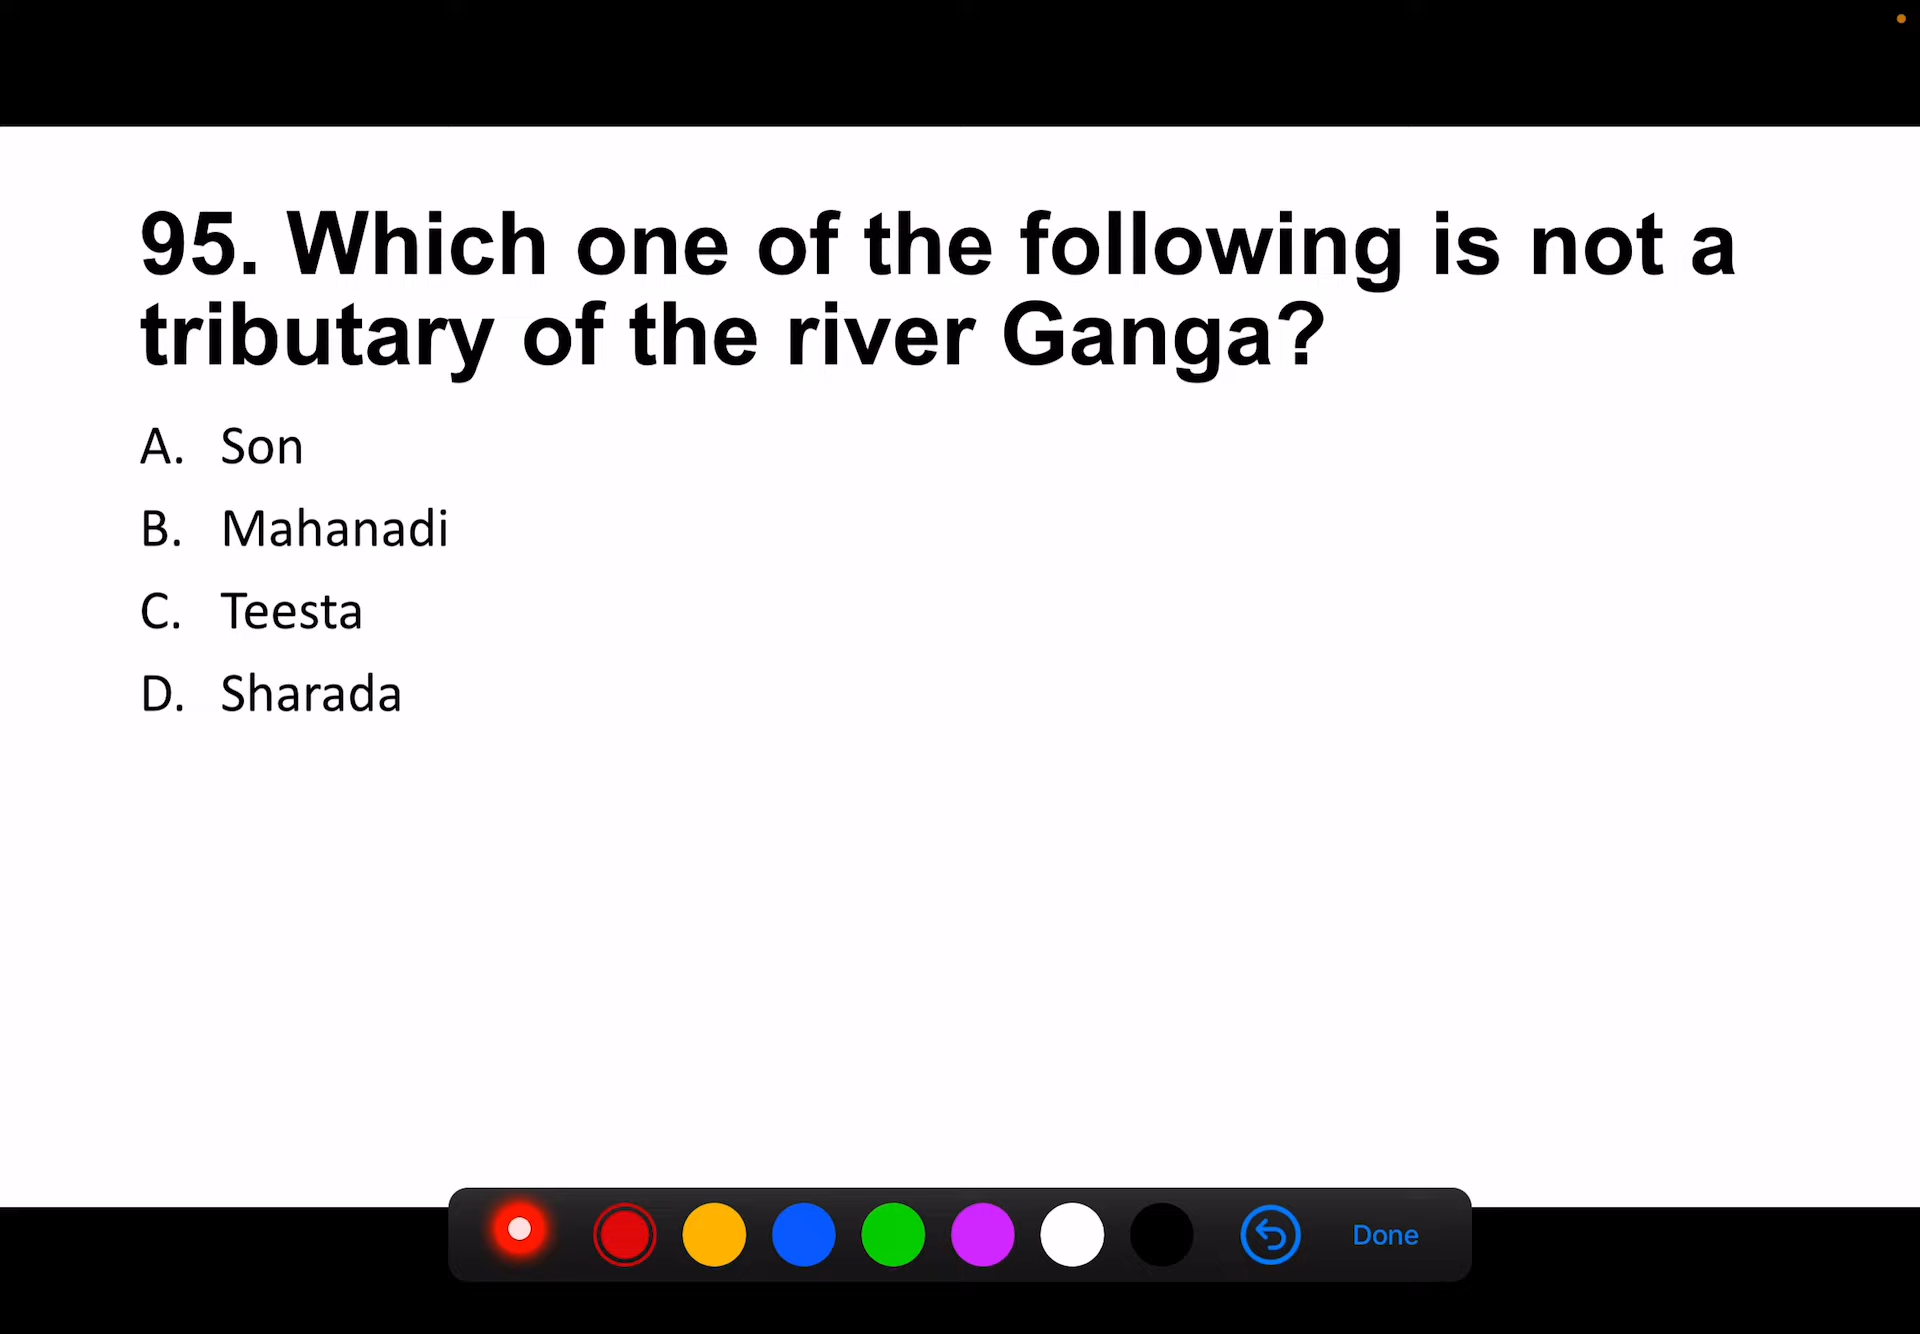 95. Which one of the following is not a
tributary of the river Ganga?
A. Son
B. Mahanadi
C. Teesta
D. Sharada
Done